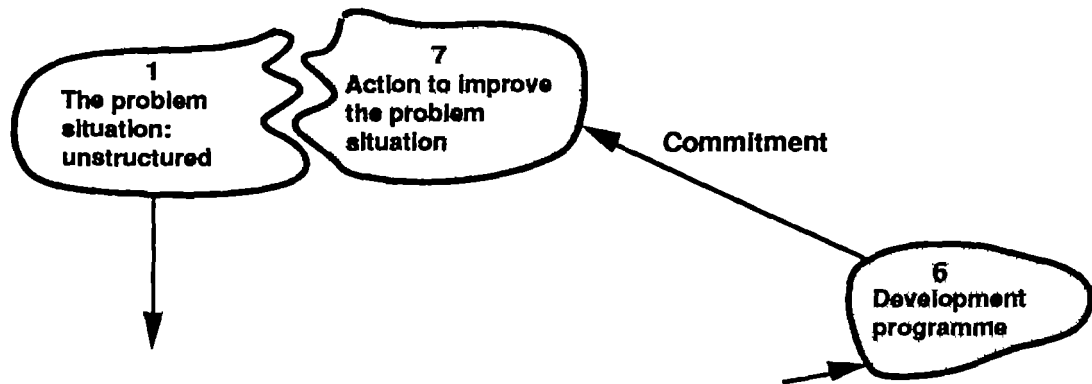 1
The problem
situation:
unstructured
7
Action to improve
the problem
situation
Commitment
6
Development
programme